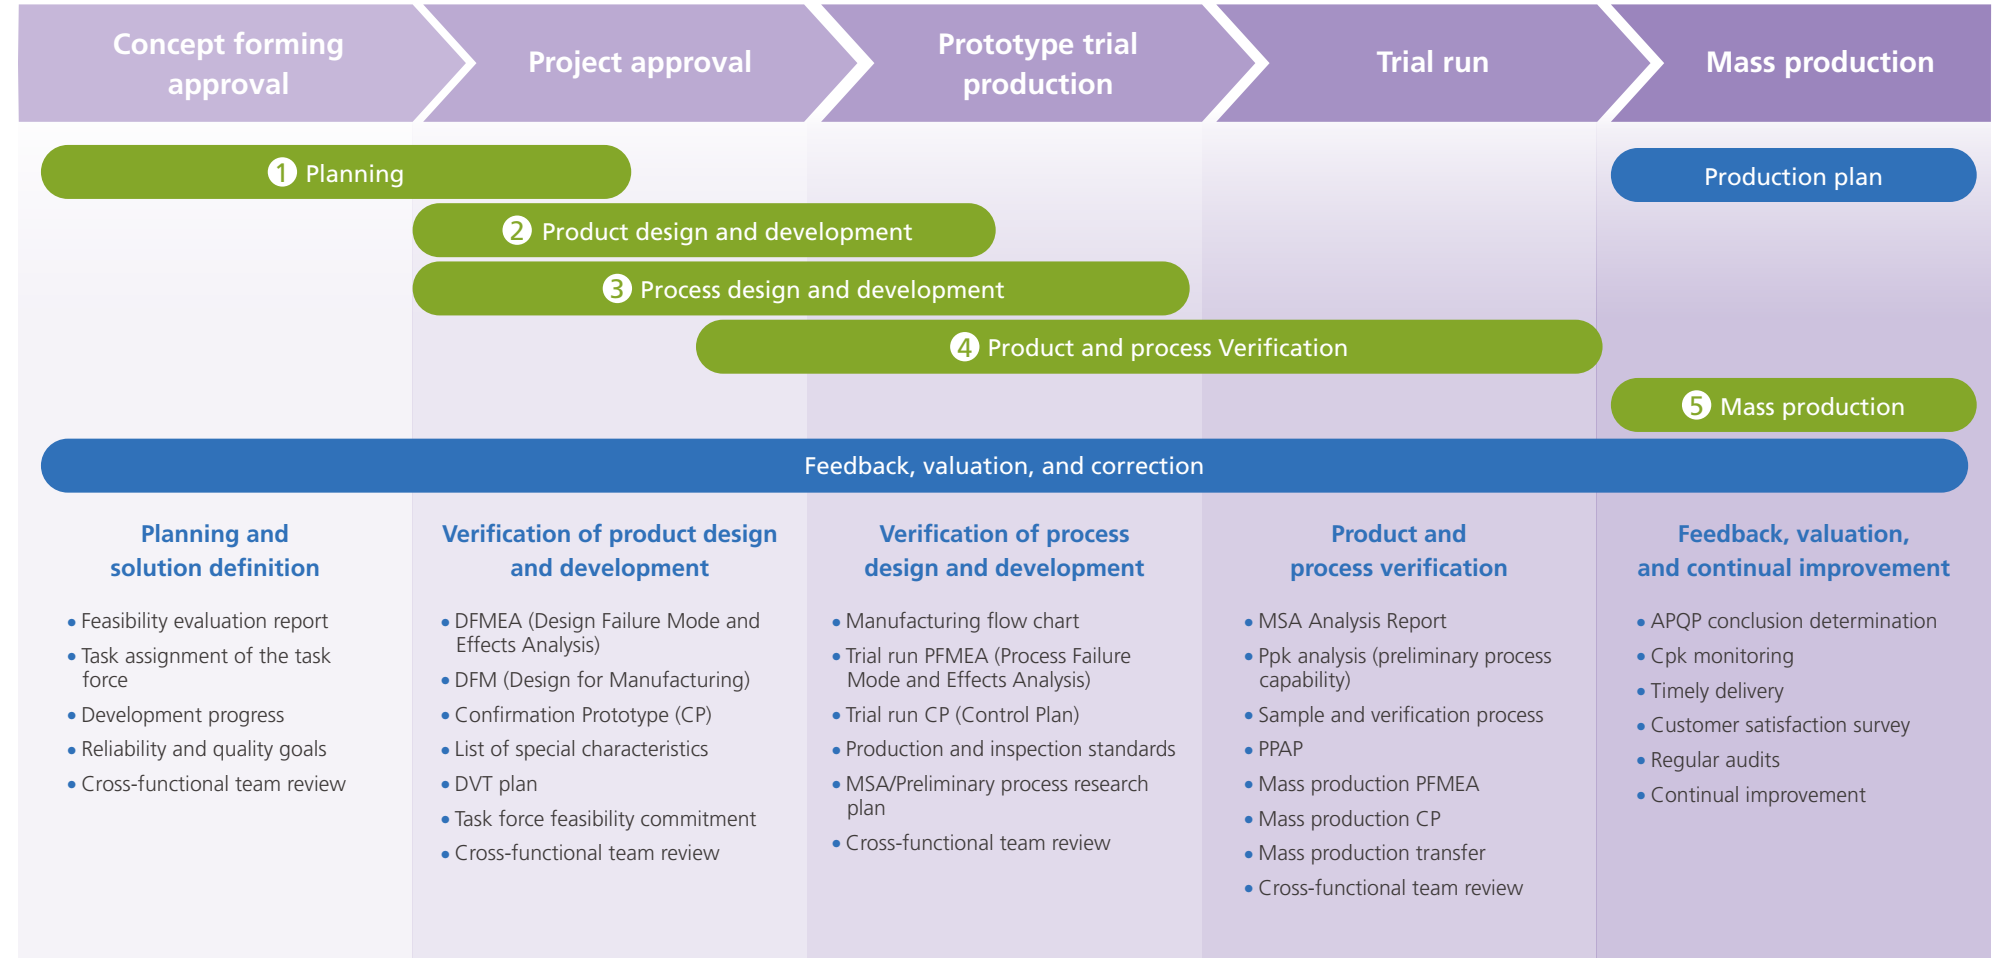 Concept forming
approval
Project approval
Prototype trial
production
Trial run
Mass production
1 Planning
Production plan
2 Product design and development
3 Process design and development
4 Product and process Verification
5 Mass production
Feedback, valuation, and correction
Planning and
solution definition
• Feasibility evaluation report
• Task assignment of the task
force
• Development progress
• Reliability and quality goals
• Cross-functional team review
Verification of product design
and development
• DFMEA (Design Failure Mode and
Effects Analysis)
• DFM (Design for Manufacturing)
• Confirmation Prototype (CP)
• List of special characteristics
• DVT plan
• Task force feasibility commitment
• Cross-functional team review
Verification of process
design and development
• Manufacturing flow chart
• Trial run PFMEA (Process Failure
Mode and Effects Analysis)
• Trial run CP (Control Plan)
• Production and inspection standards
• MSA/Preliminary process research
plan
• Cross-functional team review
Product and
process verification
• MSA Analysis Report
• Ppk analysis (preliminary process
capability)
• Sample and verification process
• PPAP
• Mass production PFMEA
• Mass production CP
• Mass production transfer
• Cross-functional team review
Feedback, valuation,
and continual improvement
• APQP conclusion determination
• Cpk monitoring
• Timely delivery
• Customer satisfaction survey
• Regular audits
• Continual improvement